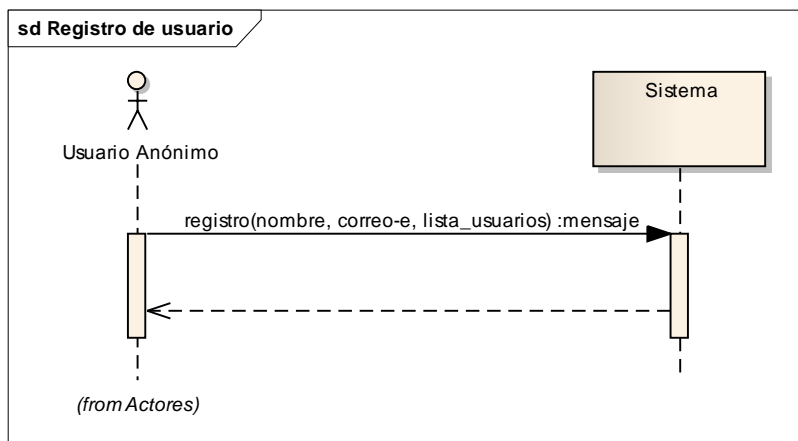 sd Registro de usuario
Usuario Anónimo
Sistema
registro(nombre, correo-e, lista_usuarios) :mensaje
(from Actores)